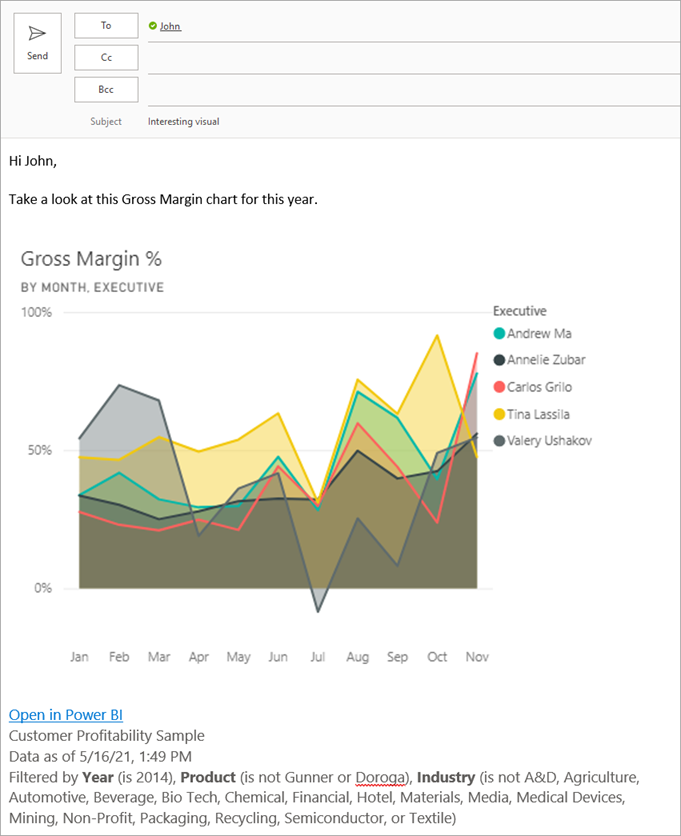 To
John
Send
Cc
Bcc
Subject
Interesting visual
Hi John,
Take a look at this Gross Margin chart for this year.
Gross Margin %
BY MONTH, EXECUTIVE
100%
50%
0%
Executive
Andrew Ma
Annelie Zubar
Carlos Grilo
Tina Lassila
Valery Ushakov
Jan Feb Mar Apr May Jun Jul Aug Sep Oct Nov
Open in Power BI
Customer Profitability Sample
Data as of 5/16/21, 1:49 PM
Filtered by Year (is 2014), Product (is not Gunner or Doroga), Industry (is not A&D, Agriculture,
Automotive, Beverage, Bio Tech, Chemical, Financial, Hotel, Materials, Media, Medical Devices,
Mining, Non-Profit, Packaging, Recycling, Semiconductor, or Textile)